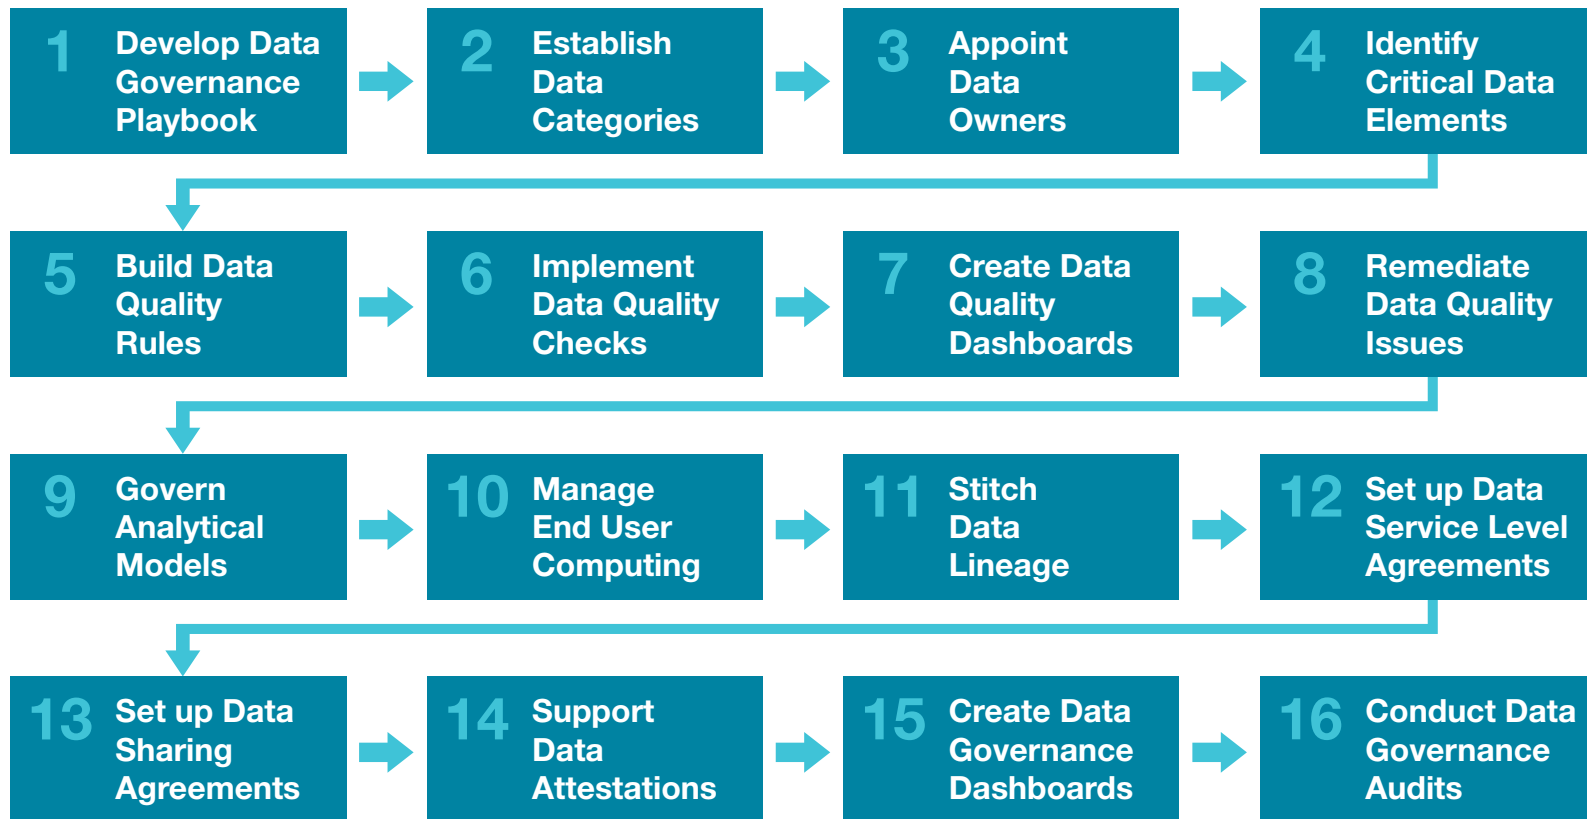 1
Develop Data
Governance
Playbook
2
Establish
Data
Categories
3
Appoint
Data
Owners
4
Identify
Critical Data
Elements
5
Build Data
Quality
Rules
6
Implement
Data Quality
Checks
7
Create Data
Quality
Dashboards
8
Remediate
Data Quality
Issues
9
Govern
Analytical
Models
10
Manage
End User
Computing
11
Stitch
Data
Lineage
12
Set up Data
Service Level
Agreements
13
Set up Data
Sharing
Agreements
14
Support
Data
Attestations
15
Create Data
Governance
Dashboards
16
Conduct Data
Governance
Audits